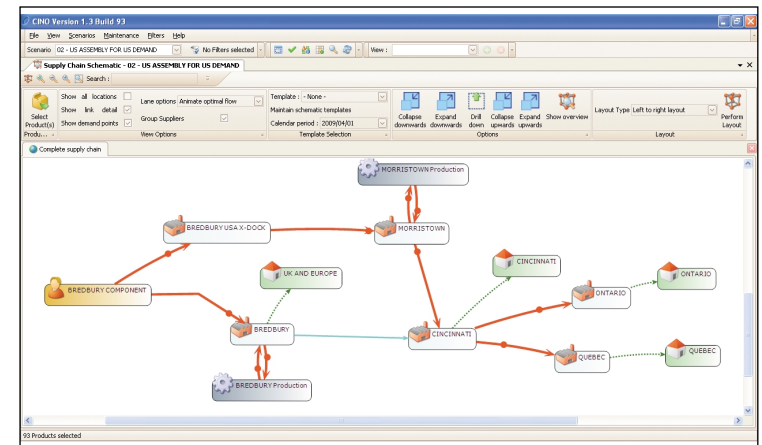 CINO Version 1.3 Build 93
File View Scenarios Maintenance Filters Help
Scenario 02 - US ASSEMBLY FOR US DEMAND No Filters selected View :
Supply Chain Schematic - 02 - US ASSEMBLY FOR US DEMAND
Search :
Show all locations Lane options Animate optimal flow Template : - None -
Show link detail Group Suppliers Maintain schematic templates
Show demand points Calendar period : 2009/04/01
Select Product(s)
Collapse downwards Expand downwards Drill down Collapse upwards Expand upwards Show overview
Layout Type Left to right layout Perform Layout
Produ... View Options Template Selection Options Layout
Complete supply chain
MORRISTOWN Production
BREDBURY USA X-DOCK
MORRISTOWN
CINCINNATI
UK AND EUROPE
ONTARIO
BREDBURY COMPONENT
ONTARIO
BREDBURY
CINCINNATI
QUEBEC
QUEBEC
BREDBURY Production
93 Products selected